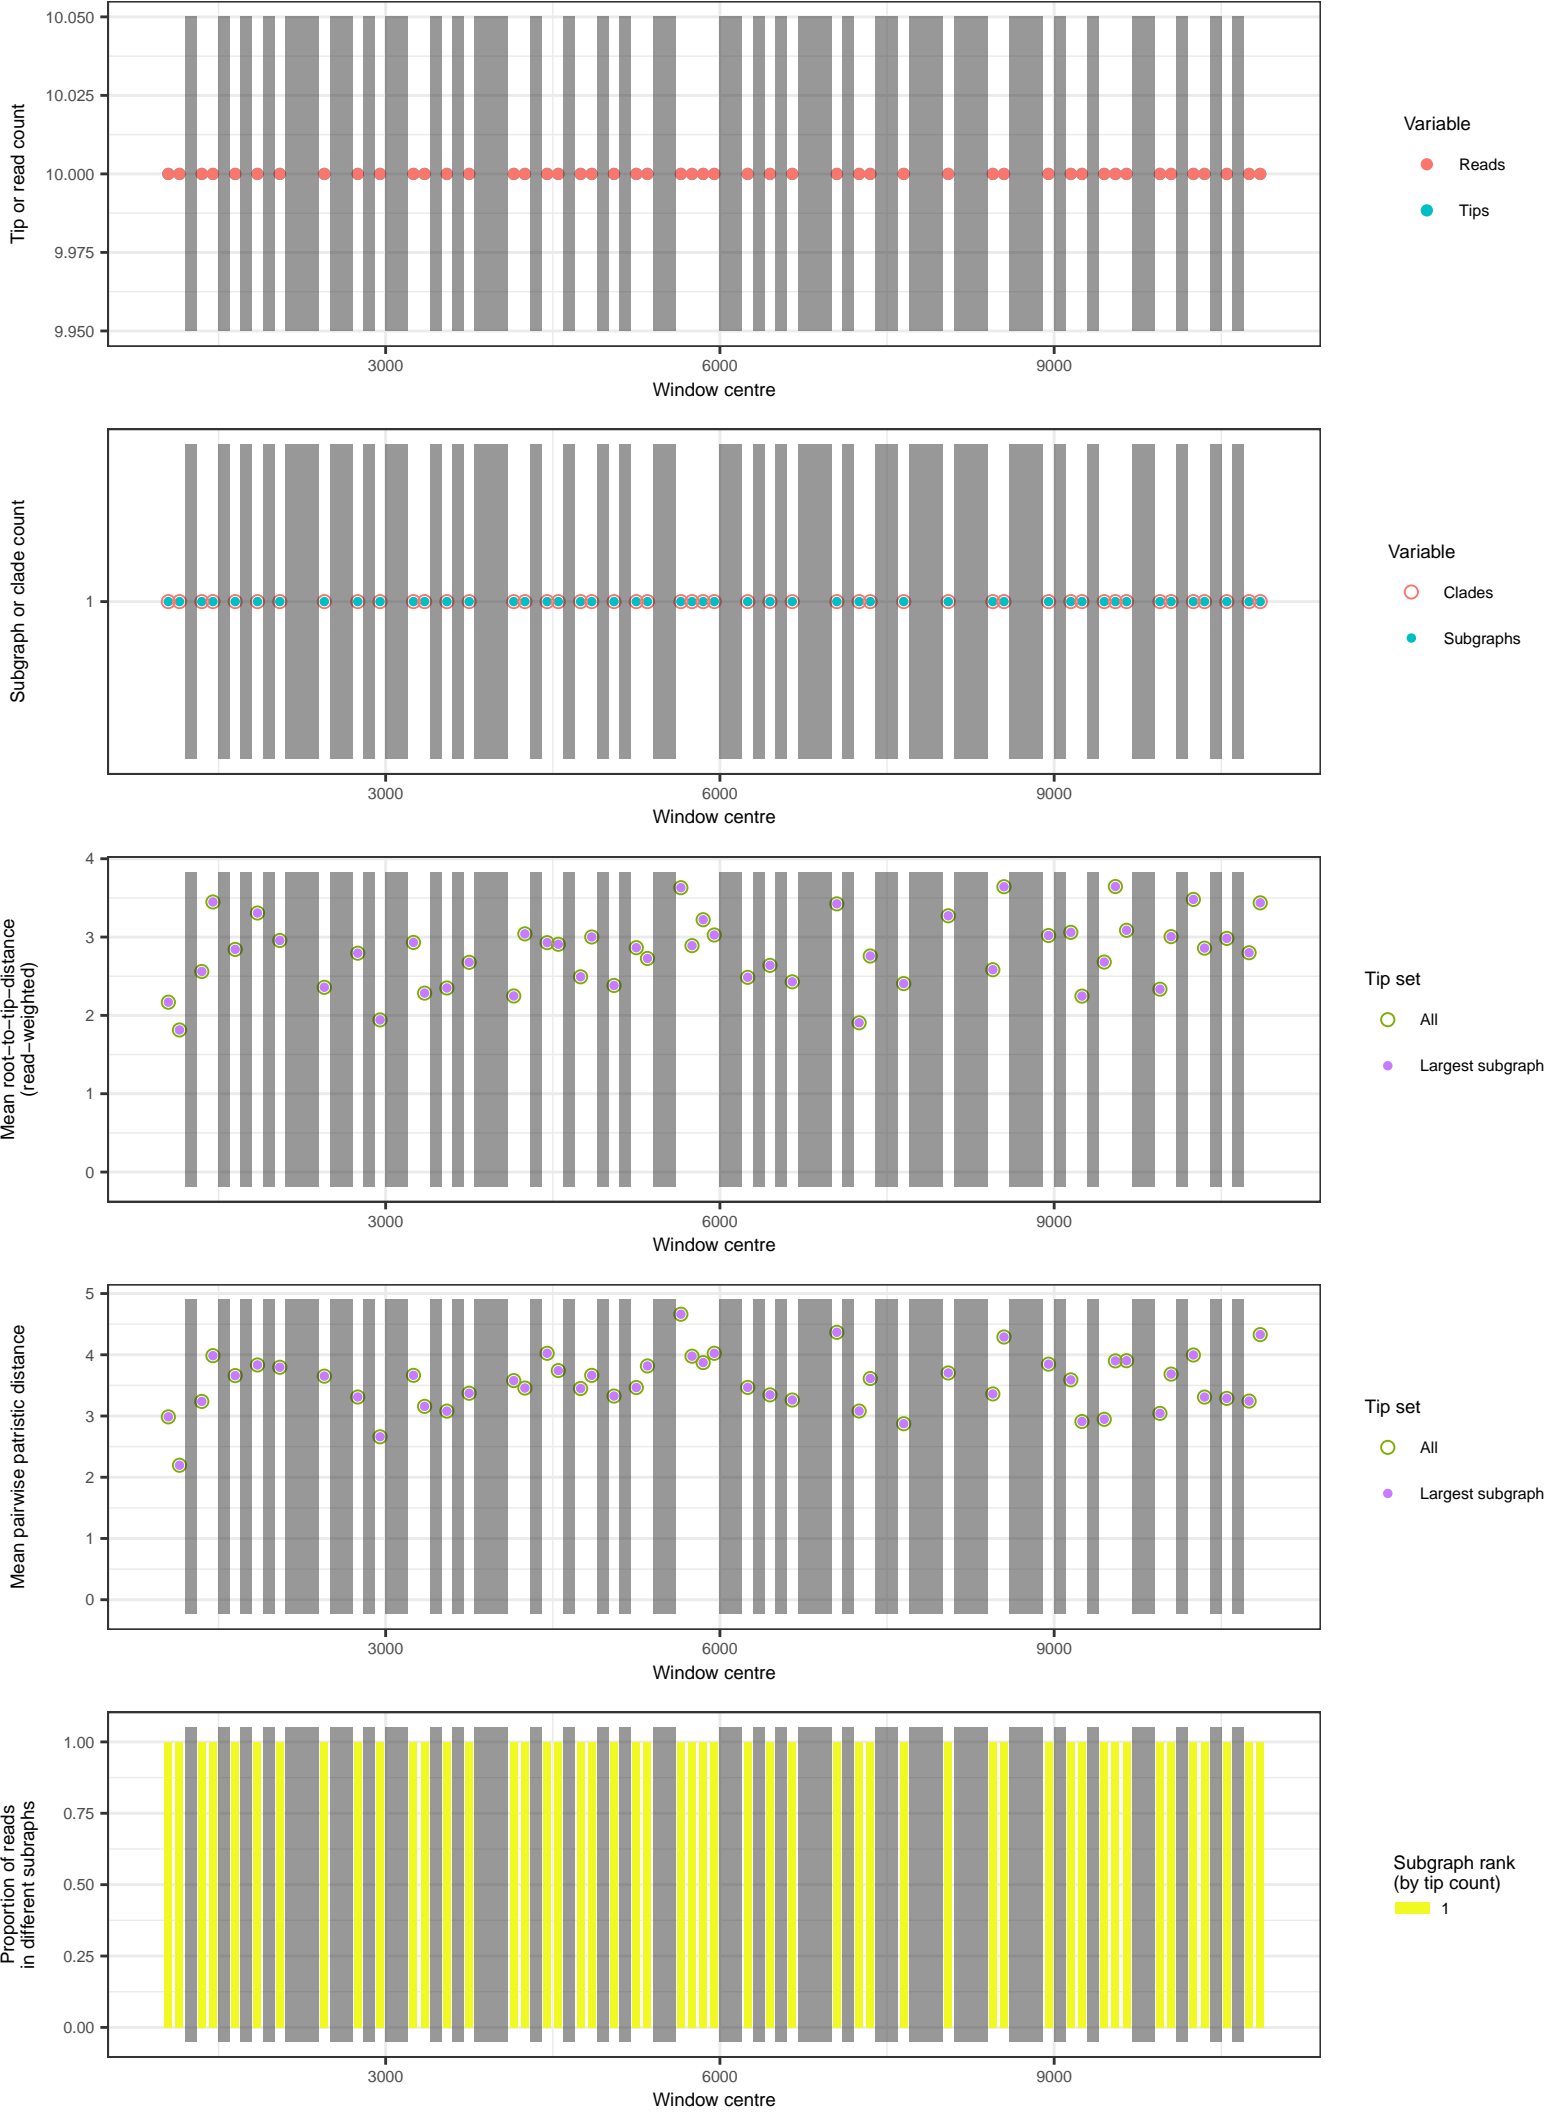 10.050
10.025
10.000
9.975
9.950
Tip or read count
3000
6000
9000
Window centre
Variable
Reads
Tips
1
Subgraph or clade count
3000
6000
9000
Window centre
Variable
Clades
Subgraphs
4
3
2
1
0
Mean root−to−tip−distance
(read−weighted)
3000
6000
9000
Window centre
Tip set
All
Largest subgraph
5
4
3
2
1
0
Mean pairwise patristic distance
3000
6000
9000
Window centre
Tip set
All
Largest subgraph
1.00
0.75
0.50
0.25
0.00
Proportion of reads
in different subraphs
3000
6000
9000
Window centre
Subgraph rank
(by tip count)
1